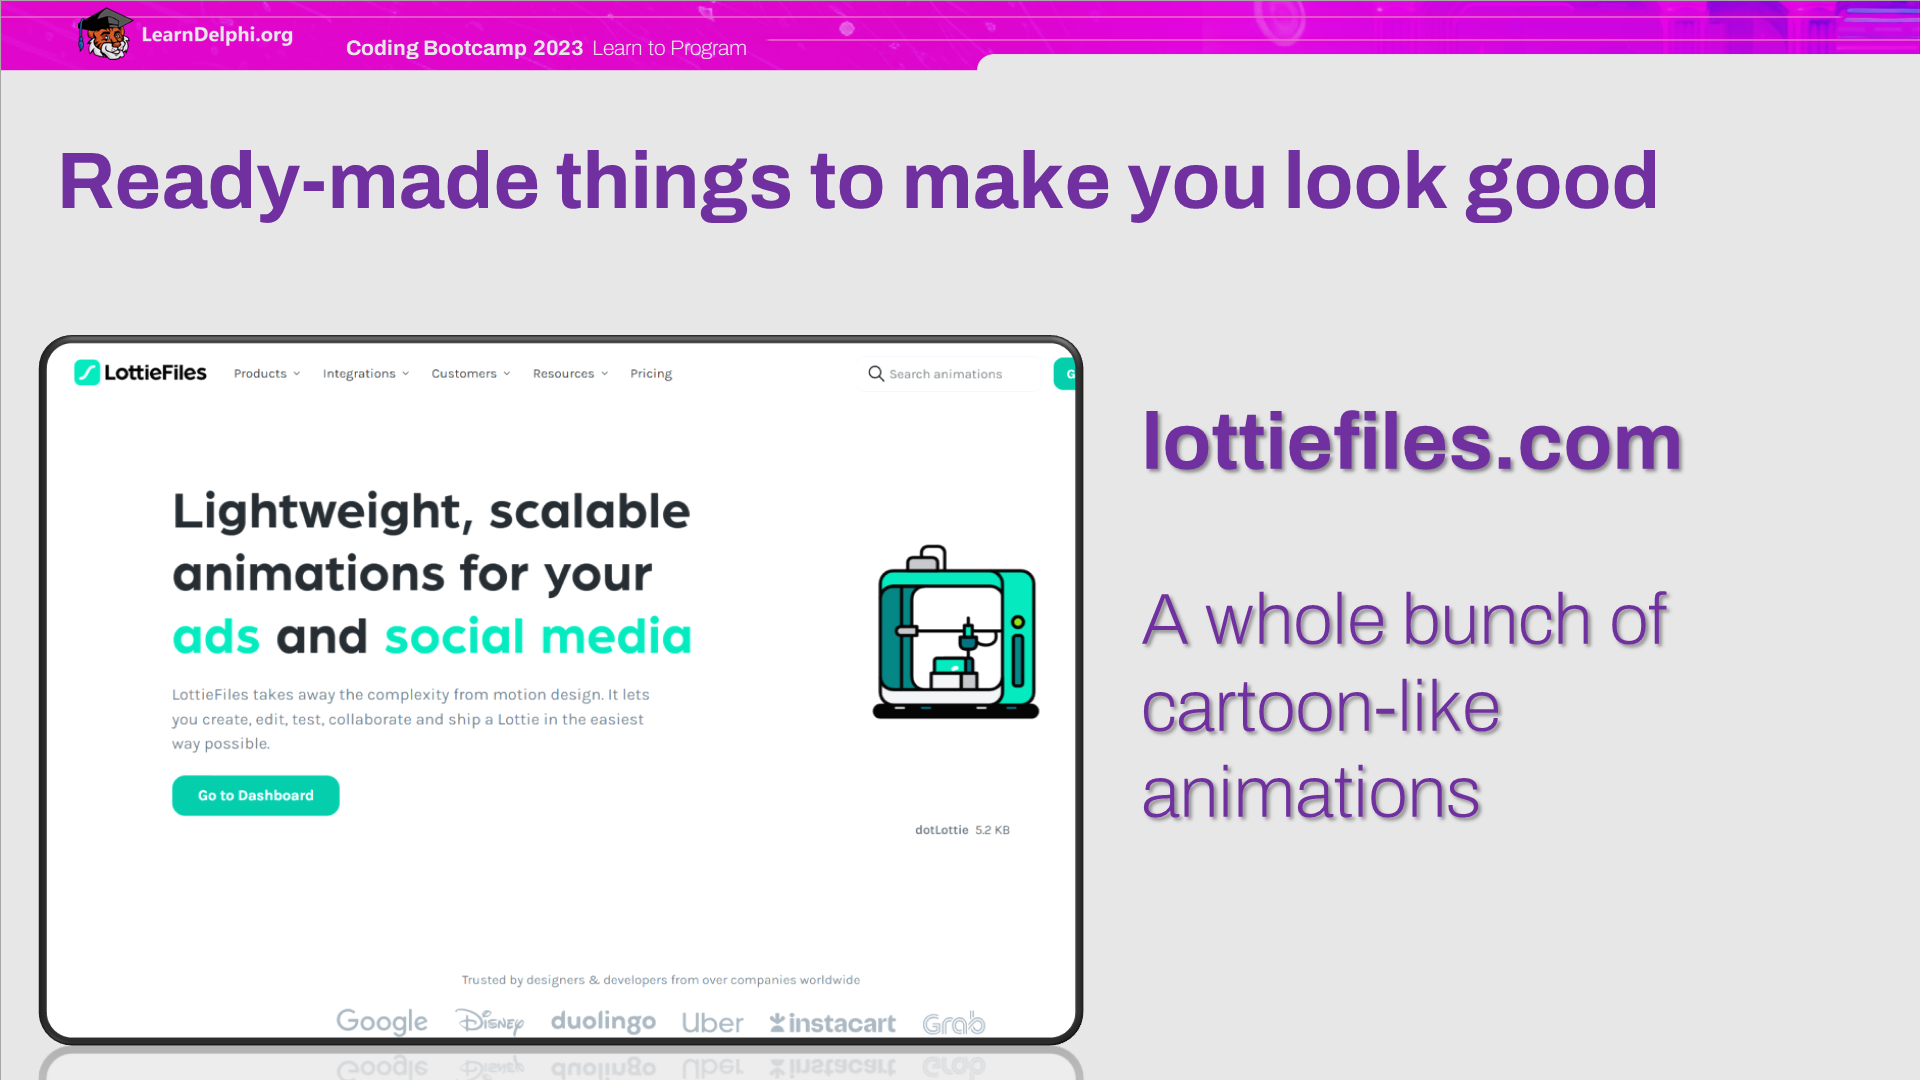 LearnDelphi.org
Coding Bootcamp 2023 Learn to Program
Ready-made things to make you look good
LottieFiles Products Integrations Customers Resources Pricing Search animations G
Lightweight, scalable
animations for your
ads and social media
LottieFiles takes away the complexity from motion design. It lets
you create, edit, test, collaborate and ship a Lottie in the easiest
way possible.
Go to Dashboard
dotLottie 5.2 KB
Trusted by designers & developers from over companies worldwide
Google Disney duolingo Uber instacart Grab
lottiefiles.com
A whole bunch of
cartoon-like
animations